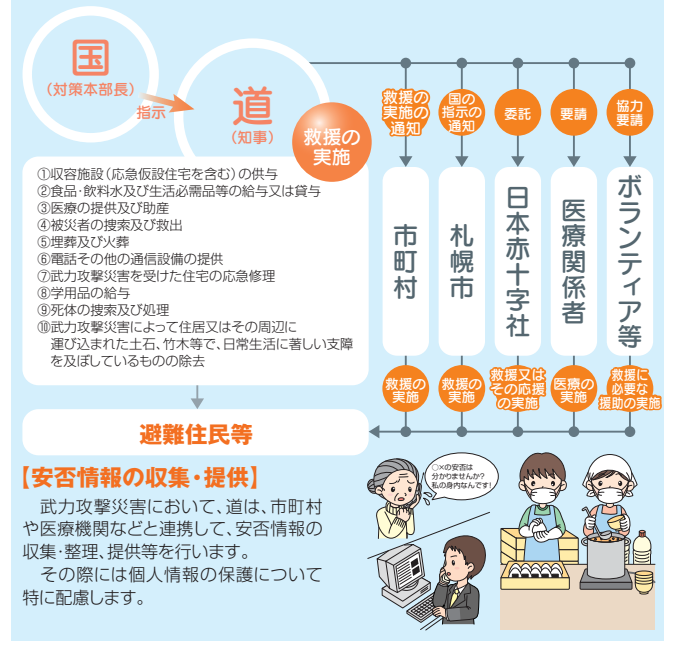 国
（対策本部長）
指示
道
（知事）
救援の
実施
①収容施設（応急仮設住宅を含む）の供与
②食品・飲料水及び生活必需品等の給与又は貸与
③医療の提供及び助産
④被災者の捜索及び救出
⑤埋葬及び火葬
⑥電話その他の通信設備の提供
⑦武力攻撃災害を受けた住宅の応急修理
⑧学用品の給与
⑨死体の捜索及び処理
⑩武力攻撃災害によって住居又はその周辺に
運び込まれた土石、竹木等で、日常生活に著しい支障
を及ぼしているものの除去
救援の
実施の
通知
市町村
救援の
実施
国の
指示の
通知
札幌市
救援の
実施
委託
日本赤十字社
救援又は
その応援
の実施
要請
医療関係者
医療の
実施
協力
要請
ボランティア等
救援に
必要な
援助の実施
避難住民等
【安否情報の収集・提供】
武力攻撃災害において、道は、市町村
や医療機関などと連携して、安否情報の
収集・整理、提供等を行います。
その際には個人情報の保護について
特に配慮します。
○×の安否は
分かりませんか?
私の身内なんです!